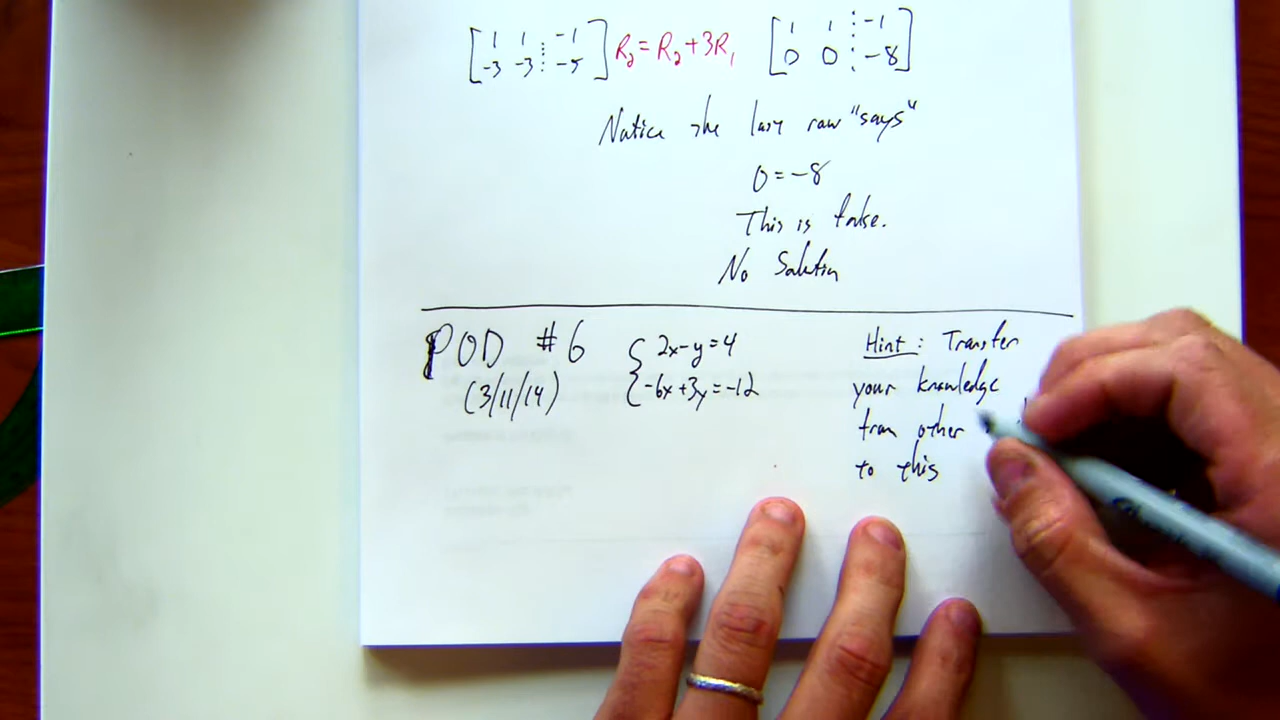 [1 1 ⋮ -1 -3 -3 ⋮ -5] R₂=R₂+3R₁ [1 1 ⋮ -1 0 0 ⋮ -8]
Notice the last row "says"
0=-8
This is false.
No Solution
POD #6
(3/11/14)
{2x-y=4
-6x+3y=-12
Hint: Transfer
your knowledge
from other
to this